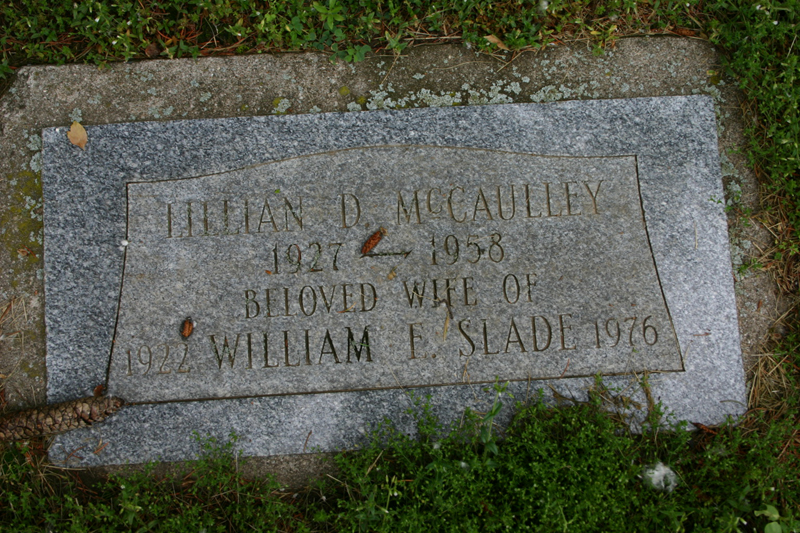 LILLIAN D. McCAULLEY
1927 — 1958
BELOVED WIFE OF
1922 WILLIAM E. SLADE 1976